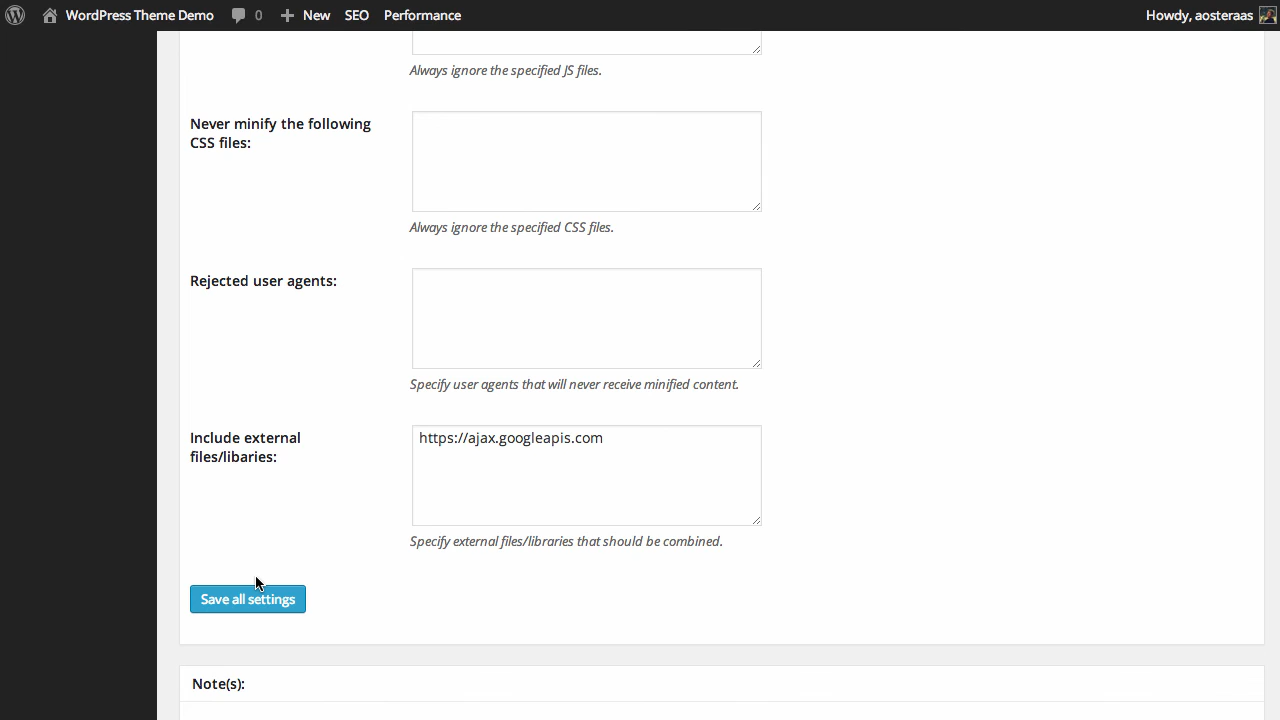 WordPress Theme Demo 0 New SEO Performance Howdy, aosteraas
Always ignore the specified JS files.
Never minify the following
CSS files:
Always ignore the specified CSS files.
Rejected user agents:
Specify user agents that will never receive minified content.
Include external
files/libaries:
https://ajax.googleapis.com
Specify external files/libraries that should be combined.
Save all settings
Note(s):